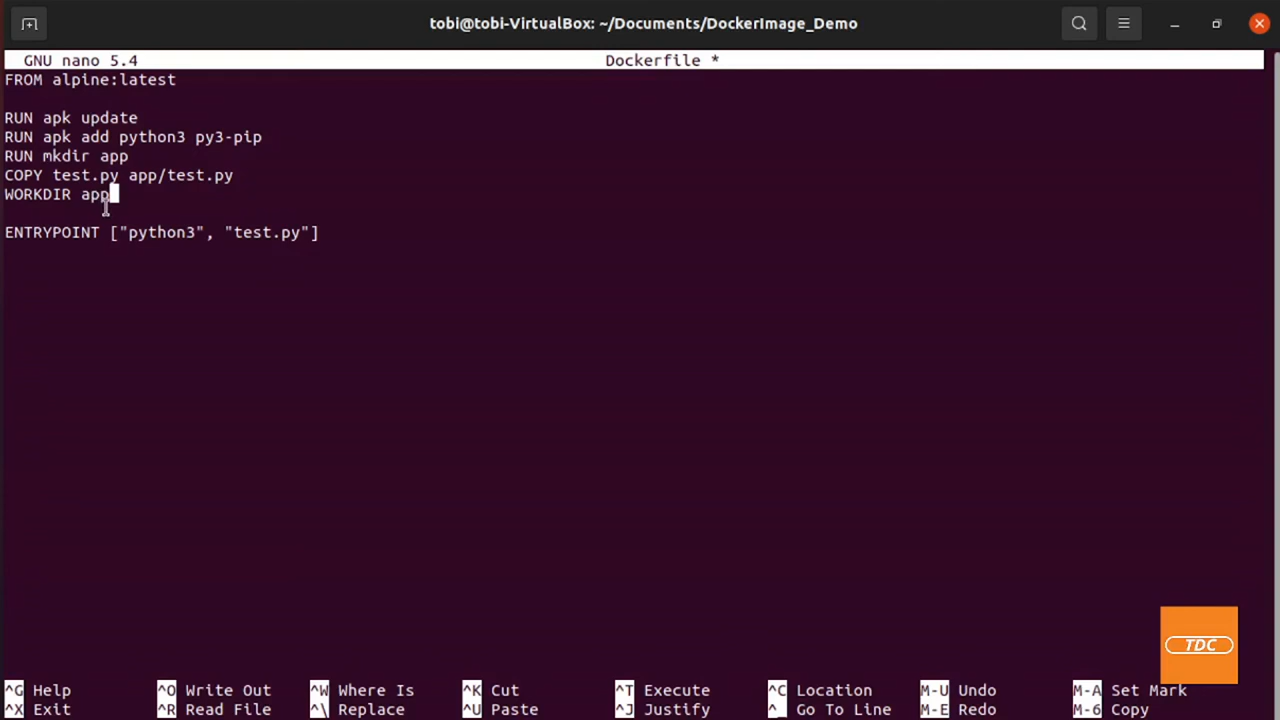 tobi@tobi-VirtualBox: ~/Documents/DockerImage_Demo
GNU nano 5.4 Dockerfile *
FROM alpine:latest
RUN apk update
RUN apk add python3 py3-pip
RUN mkdir app
COPY test.py app/test.py
WORKDIR app
ENTRYPOINT ["python3", "test.py"]
TDC
^G Help ^O Write Out ^W Where Is ^K Cut ^T Execute ^C Location M-U Undo M-A Set Mark
^X Exit ^R Read File ^\ Replace ^U Paste ^J Justify ^_ Go To Line M-E Redo M-6 Copy